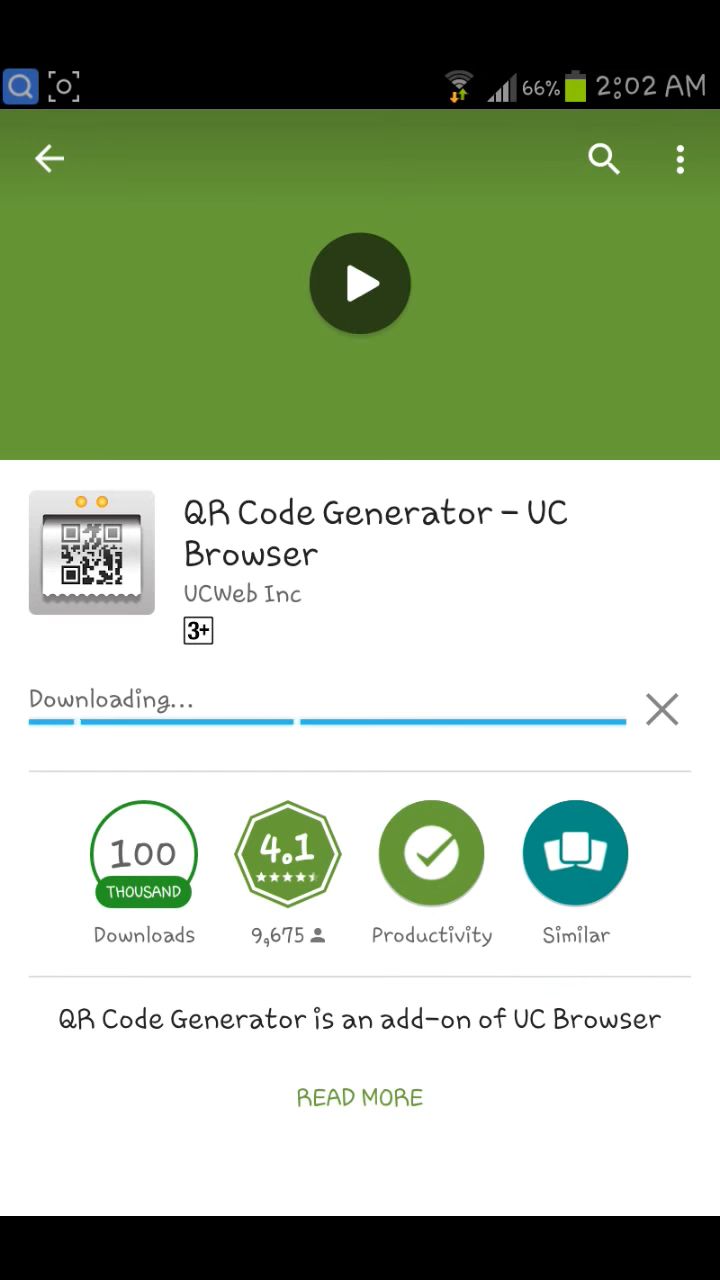 66% 2:02 AM
QR Code Generator - UC
Browser
UCWeb Inc
3+
Downloading...
100
THOUSAND
4.1
Downloads
9,675
Productivity
Similar
QR Code Generator is an add-on of UC Browser
READ MORE